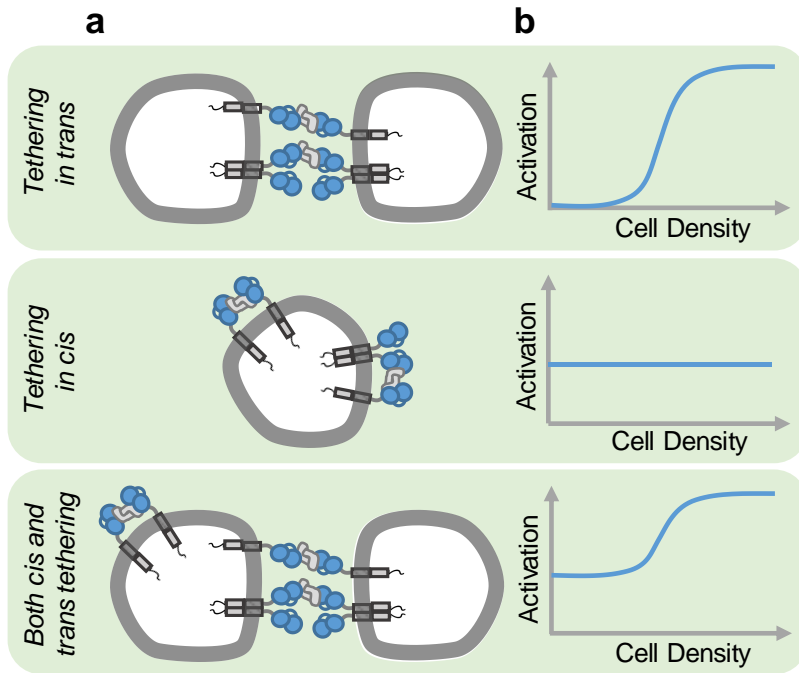 a
b
Tethering
in trans
Activation
Cell Density
Tethering
in cis
Activation
Cell Density
Both cis and
trans tethering
Activation
Cell Density